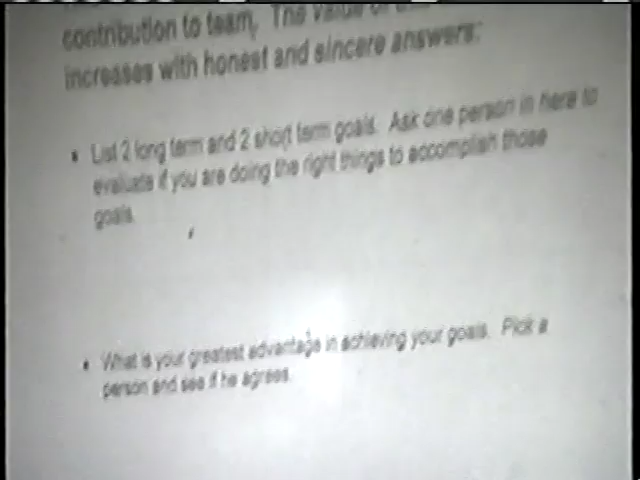 contribution to team. The value of
increases with honest and sincere answers:
• List 2 long term and 2 short term goals. Ask one person in here to
evaluate if you are doing the right things to accomplish those
goals.
• What is your greatest advantage in achieving your goals. Pick a
person and see if he agrees.